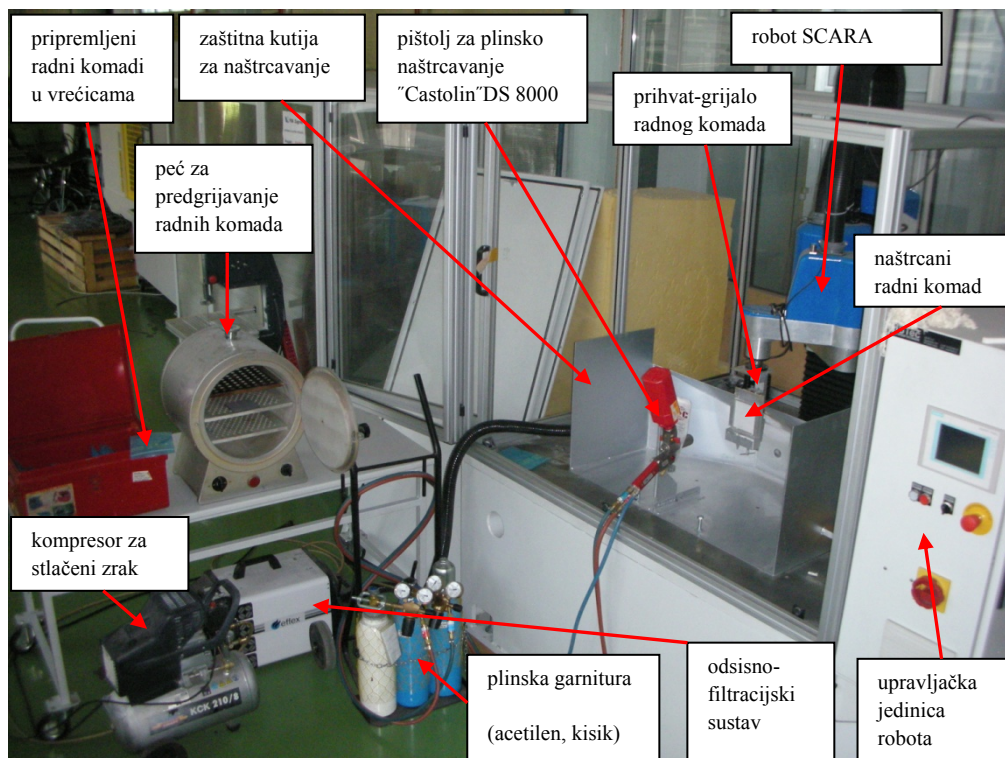 pripremljeni
radni komadi
u vrećicama
zaštitna kutija
za naštrcavanje
pištolj za plinsko
naštrcavanje
˝Castolin˝DS 8000
robot SCARA
prihvat-grijalo
radnog komada
peć za
predgrijavanje
radnih komada
naštrcani
radni komad
kompresor za
stlačeni zrak
teftex
KCK 210/8
plinska garnitura
(acetilen, kisik)
odsisno-
filtracijski
sustav
upravljačka
jedinica
robota